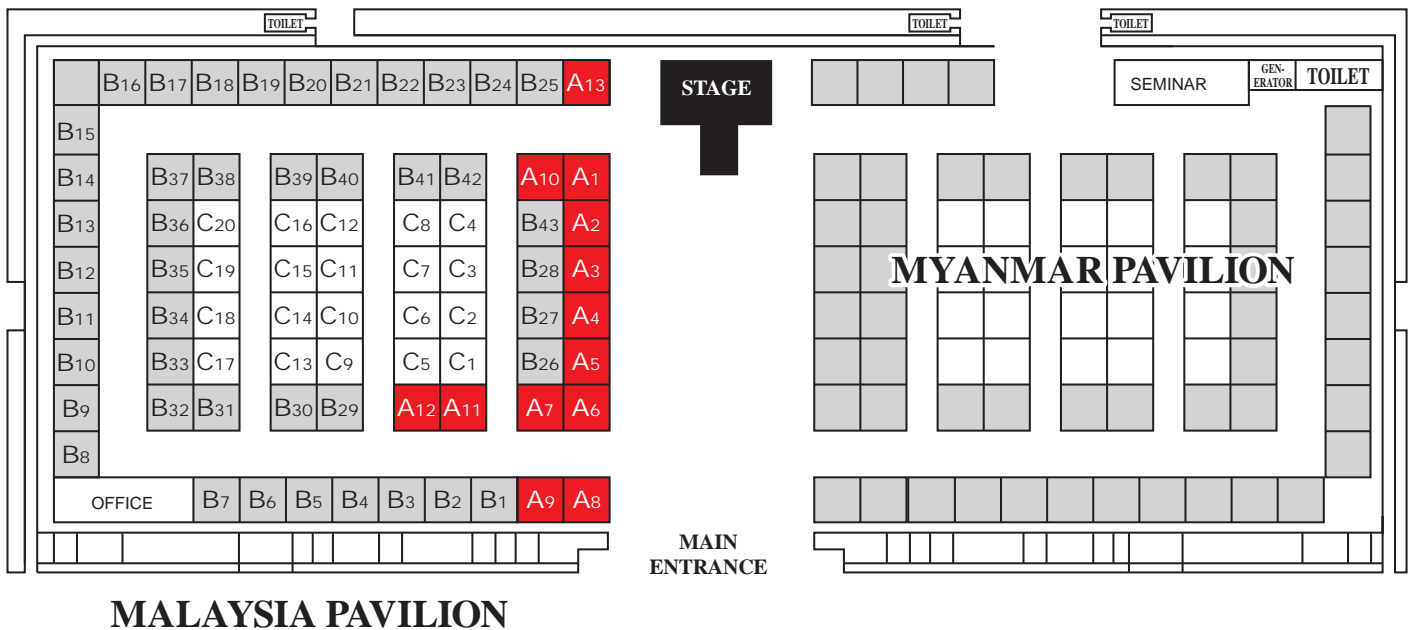 TOILET TOILET TOILET
B16 B17 B18 B19 B20 B21 B22 B23 B24 B25 A13 STAGE SEMINAR GEN-
ERATOR TOILET
B15
B14 B37 B38 B39 B40 B41 B42 A10 A1
B13 B36 C20 C16 C12 C8 C4 B43 A2
B12 B35 C19 C15 C11 C7 C3 B28 A3 MYANMAR PAVILION
B11 B34 C18 C14 C10 C6 C2 B27 A4
B10 B33 C17 C13 C9 C5 C1 B26 A5
B9 B32 B31 B30 B29 A12 A11 A7 A6
B8
OFFICE B7 B6 B5 B4 B3 B2 B1 A9 A8
MAIN
ENTRANCE
MALAYSIA PAVILION